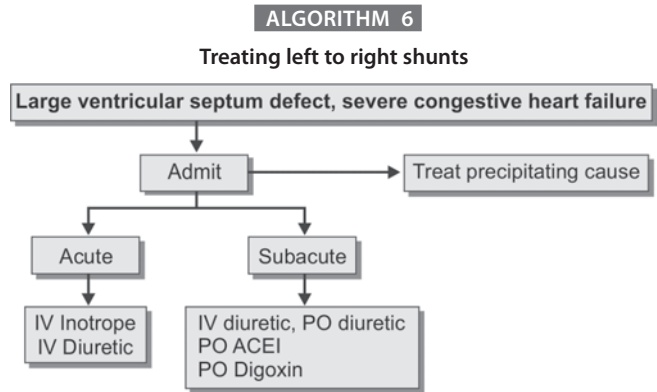 ALGORITHM 6
Treating left to right shunts
Large ventricular septum defect, severe congestive heart failure
Admit
Treat precipitating cause
Acute
Subacute
IV Inotrope
IV Diuretic
IV diuretic, PO diuretic
PO ACEI
PO Digoxin